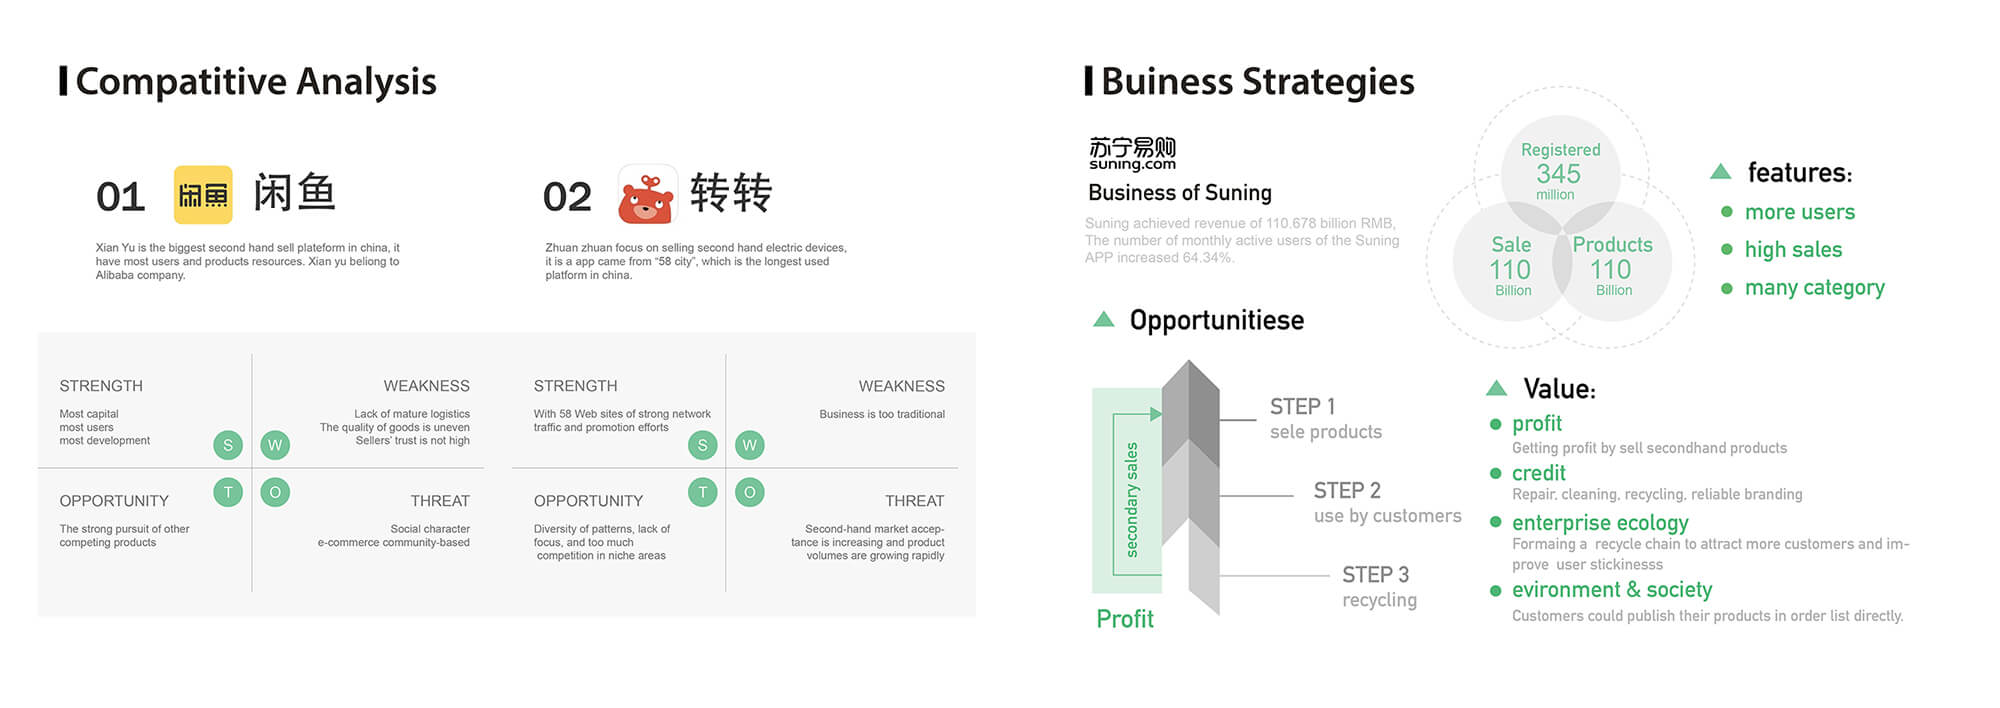 Compatitive Analysis
01
闲鱼
闲鱼
Xian Yu is the biggest second hand sell plateform in china, it
have most users and products resources. Xian yu beliong to
Alibaba company.
02
转转
Zhuan zhuan focus on selling second hand electric devices,
it is a app came from “58 city”, which is the longest used
platform in china.
STRENGTH
Most capital
most users
most development
WEAKNESS
Lack of mature logistics
The quality of goods is uneven
Sellers’ trust is not high
S
W
T
O
OPPORTUNITY
The strong pursuit of other
competing products
THREAT
Social character
e-commerce community-based
STRENGTH
With 58 Web sites of strong network
traffic and promotion efforts
WEAKNESS
Business is too traditional
S
W
T
O
OPPORTUNITY
Diversity of patterns, lack of
focus, and too much
competition in niche areas
THREAT
Second-hand market accep-
tance is increasing and product
volumes are growing rapidly
Buiness Strategies
苏宁易购
suning.com
Business of Suning
Suning achieved revenue of 110.678 billion RMB,
The number of monthly active users of the Suning
APP increased 64.34%.
Registered
345
million
Sale
110
Billion
Products
110
Billion
features:
more users
high sales
many category
Opportunitiese
secondary sales
Profit
STEP 1
sele products
STEP 2
use by customers
STEP 3
recycling
Value:
profit
Getting profit by sell secondhand products
credit
Repair, cleaning, recycling, reliable branding
enterprise ecology
Formaing a recycle chain to attract more customers and im-
prove user stickinesss
evironment & society
Customers could publish their products in order list directly.